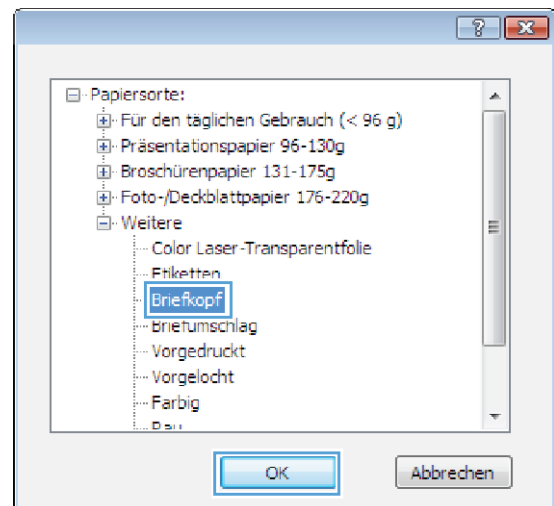 Papiersorte:
Für den täglichen Gebrauch (< 96 g)
Präsentationspapier 96-130g
Broschürenpapier 131-175g
Foto-/Deckblattpapier 176-220g
Weitere
Color Laser-Transparentfolie
Etiketten
Briefkopf
Briefumschlag
Vorgedruckt
Vorgelocht
Farbig
OK Abbrechen